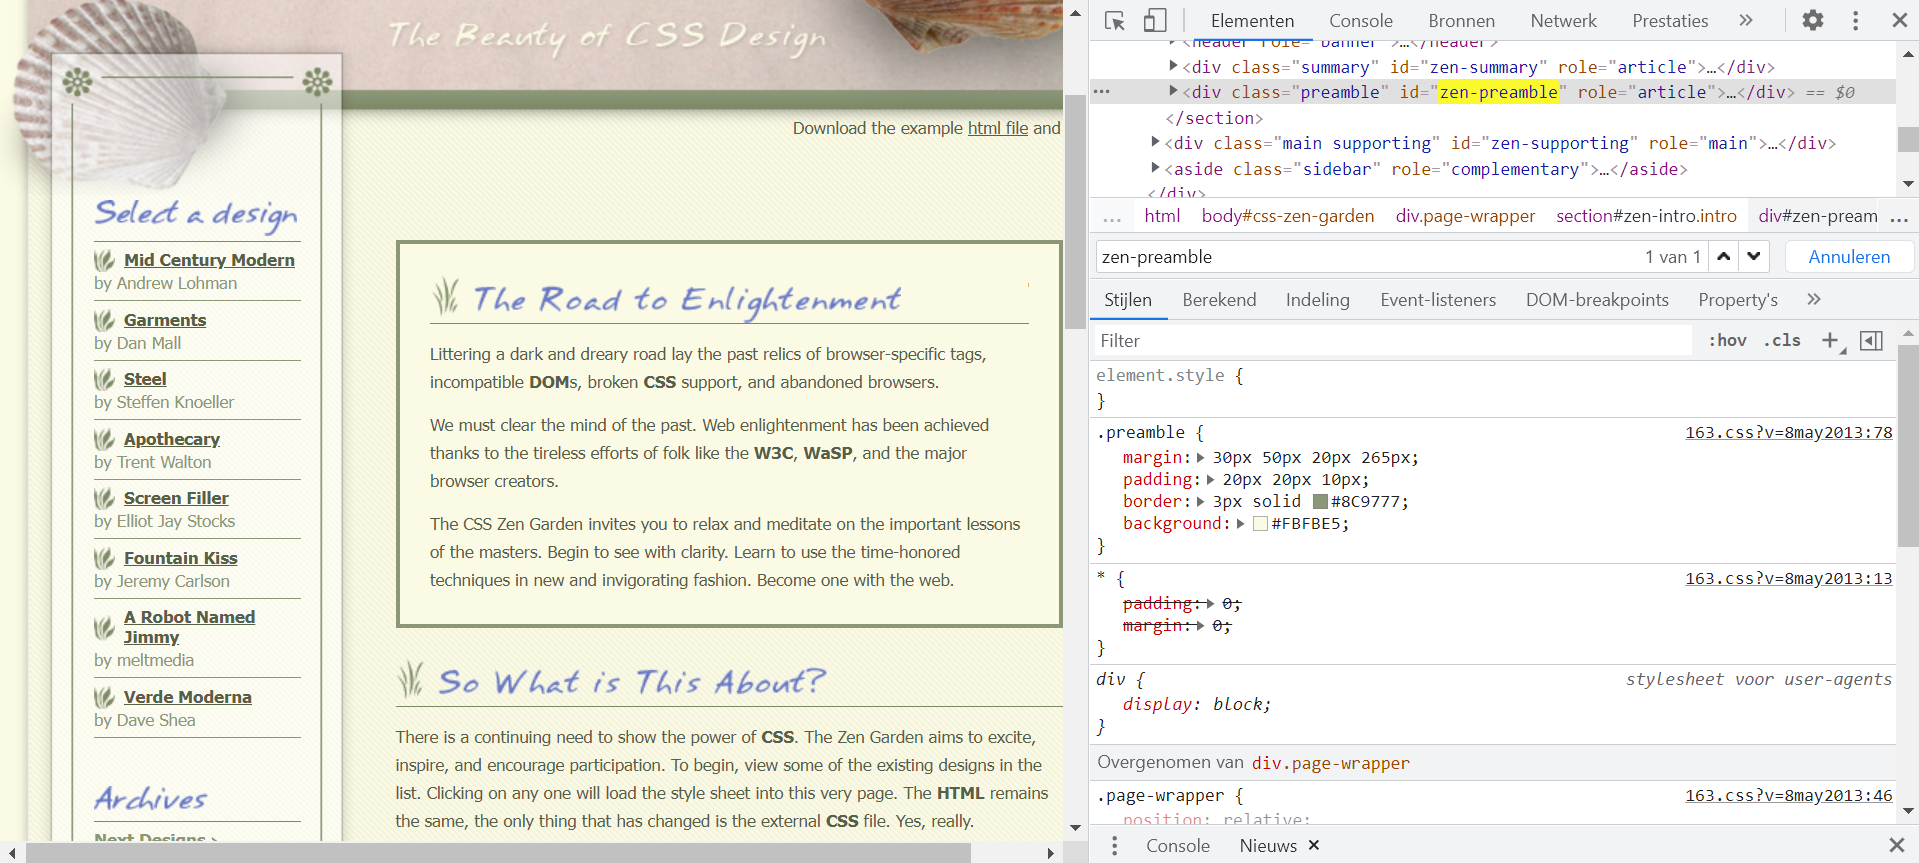 The Beauty of CSS Design
Download the example html file and
Select a design
Mid Century Modern
by Andrew Lohman
Garments
by Dan Mall
Steel
by Steffen Knoeller
Apothecary
by Trent Walton
Screen Filler
by Elliot Jay Stocks
Fountain Kiss
by Jeremy Carlson
A Robot Named
Jimmy
by meltmedia
Verde Moderna
by Dave Shea
Archives
Next Designs ›
The Road to Enlightenment
Littering a dark and dreary road lay the past relics of browser-specific tags,
incompatible DOMs, broken CSS support, and abandoned browsers.
We must clear the mind of the past. Web enlightenment has been achieved
thanks to the tireless efforts of folk like the W3C, WaSP, and the major
browser creators.
The CSS Zen Garden invites you to relax and meditate on the important lessons
of the masters. Begin to see with clarity. Learn to use the time-honored
techniques in new and invigorating fashion. Become one with the web.
So What is This About?
There is a continuing need to show the power of CSS. The Zen Garden aims to excite,
inspire, and encourage participation. To begin, view some of the existing designs in the
list. Clicking on any one will load the style sheet into this very page. The HTML remains
the same, the only thing that has changed is the external CSS file. Yes, really.
Elementen Console Bronnen Netwerk Prestaties »
<header role="banner">…</header>
<div class="summary" id="zen-summary" role="article">…</div>
… <div class="preamble" id="zen-preamble" role="article">…</div> == $0
</section>
<div class="main supporting" id="zen-supporting" role="main">…</div>
<aside class="sidebar" role="complementary">…</aside>
</div>
… html body#css-zen-garden div.page-wrapper section#zen-intro.intro div#zen-pream …
zen-preamble 1 van 1 Annuleren
Stijlen Berekend Indeling Event-listeners DOM-breakpoints Property's »
Filter :hov .cls +
element.style {
}
.preamble { 163.css?v=8may2013:78
margin: 30px 50px 20px 265px;
padding: 20px 20px 10px;
border: 3px solid #8C9777;
background: #FBFBE5;
}
* { 163.css?v=8may2013:13
padding: 0;
margin: 0;
}
div { stylesheet voor user-agents
display: block;
}
Overgenomen van div.page-wrapper
.page-wrapper { 163.css?v=8may2013:46
position: relative;
Console Nieuws ×